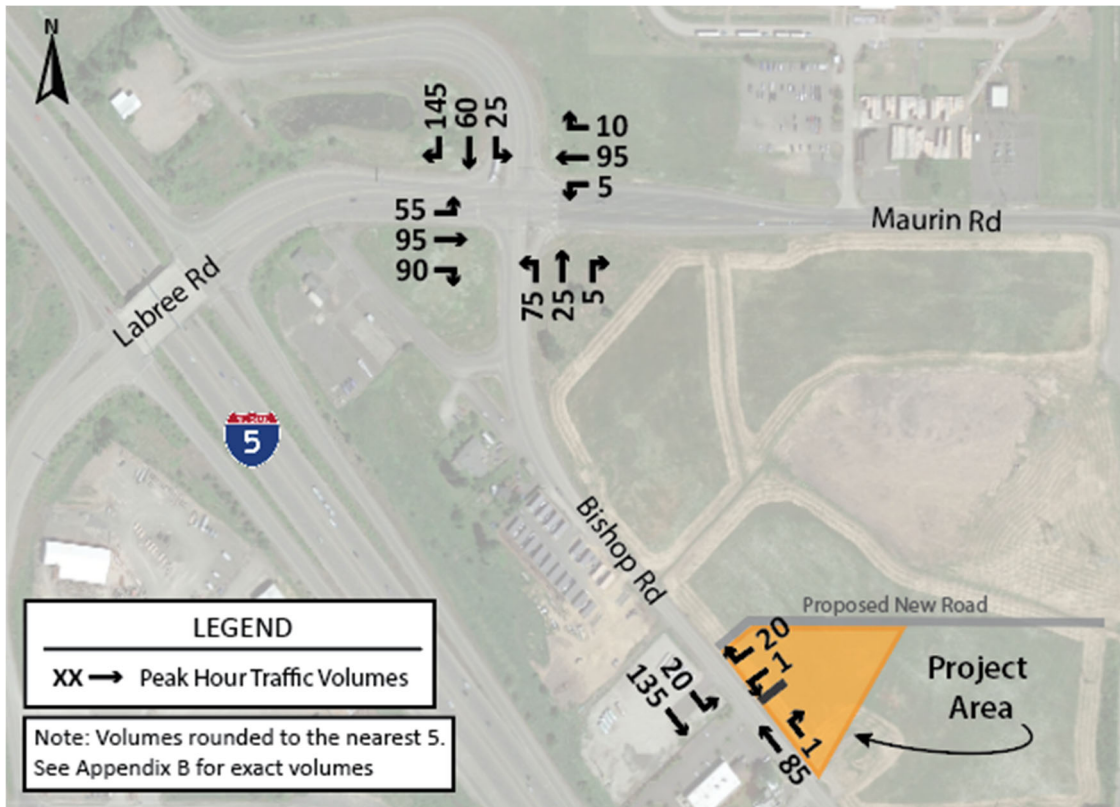 N
145
60
25
10
95
5
55
95
90
75
25
5
Maurin Rd
Labree Rd
5
Bishop Rd
Proposed New Road
20
1
20
135
1
85
Project
Area
LEGEND
XX Peak Hour Traffic Volumes
Note: Volumes rounded to the nearest 5.
See Appendix B for exact volumes